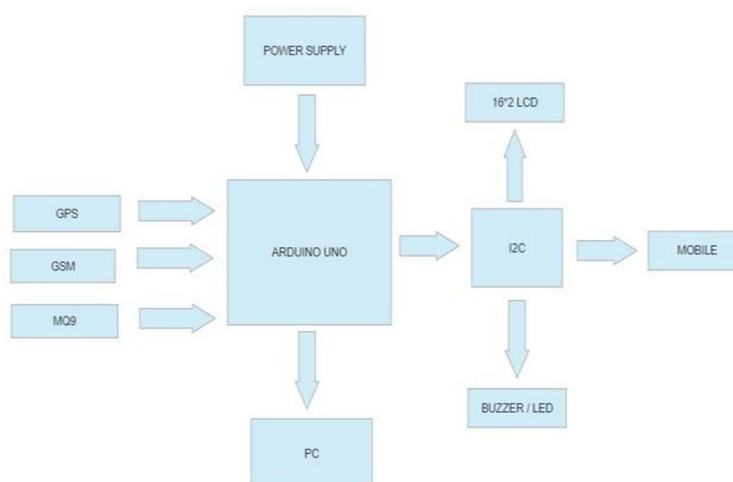 POWER SUPPLY
16*2 LCD
GPS
ARDUINO UNO
I2C
MOBILE
GSM
MQ9
BUZZER / LED
PC